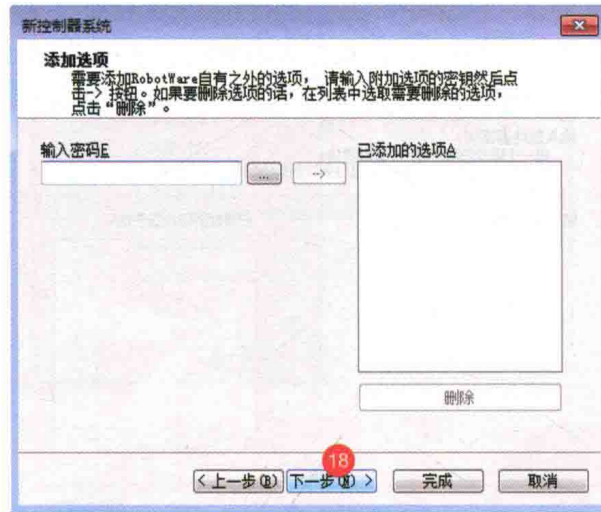 新控制器系统
添加选项
需要添加RobotWare自有之外的选项, 请输入附加选项的密钥然后点
击-> 按钮。如果要删除选项的话,在列表中选取需要删除的选项,
点击“删除”。
输入密码E
已添加的选项A
...
-->
删除
18
< 上一步(B)
下一步(N) >
完成
取消